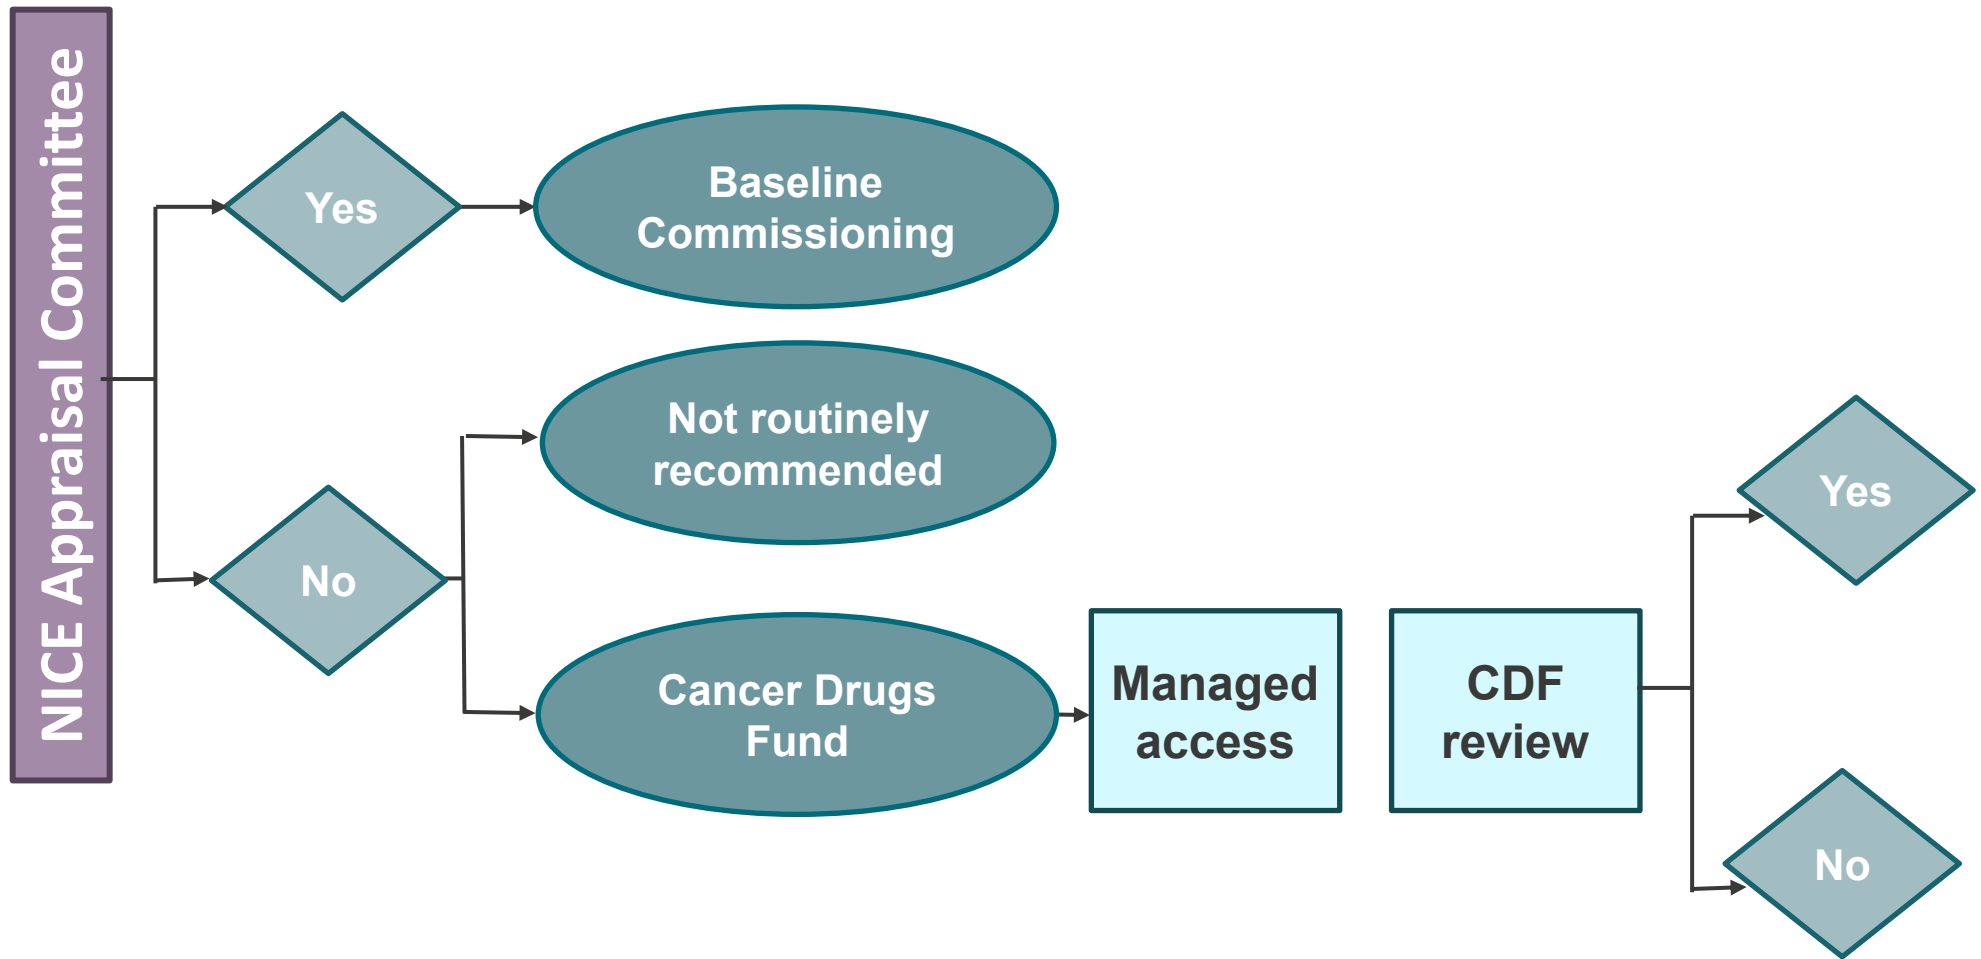 NICE Appraisal Committee
Yes
Baseline
Commissioning
No
Not routinely
recommended
Cancer Drugs
Fund
Managed
access
CDF
review
Yes
No